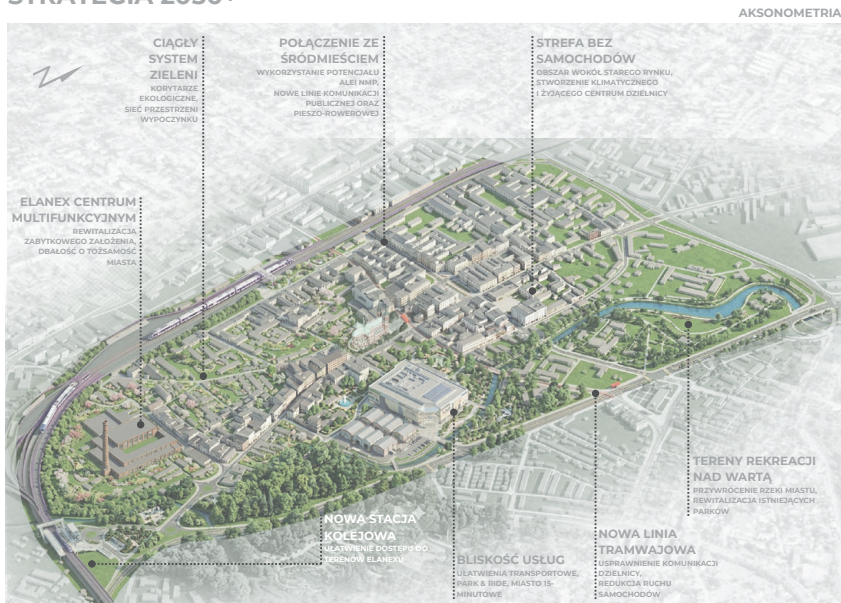 STRATEGIA 2030+
AKSONOMETRIA
CIĄGŁY
SYSTEM
ZIELENI
KORYTARZE
EKOLOGICZNE,
SIEĆ PRZESTRZENI
WYPOCZYNKU
POŁĄCZENIE ZE
ŚRÓDMIEŚCIEM
WYKORZYSTANIE POTENCJAŁU
ALEI NMP,
NOWE LINIE KOMUNIKACJI
PUBLICZNEJ ORAZ
PIESZO-ROWEROWEJ
STREFA BEZ
SAMOCHODÓW
OBSZAR WOKÓŁ STAREGO RYNKU,
STWORZENIE KLIMATYCZNEGO
I ŻYJĄCEGO CENTRUM DZIELNICY
ELANEX CENTRUM
MULTIFUNKCYJNYM
REWITALIZACJA
ZABYTKOWEGO ZAŁOŻENIA,
DBAŁOŚĆ O TOŻSAMOŚĆ
MIASTA
TERENY REKREACJI
NAD WARTĄ
PRZYWRÓCENIE RZEKI MIASTU,
REWITALIZACJA ISTNIEJĄCYCH
PARKÓW
NOWA STACJA
KOLEJOWA
UŁATWIENIE DOSTĘPU DO
TERENÓW ELANEXU
BLISKOŚĆ USŁUG
UŁATWIENIA TRANSPORTOWE,
PARK & RIDE, MIASTO 15-
MINUTOWE
NOWA LINIA
TRAMWAJOWA
USPRAWNIENIE KOMUNIKACJI
DZIELNICY,
REDUKCJA RUCHU
SAMOCHODÓW